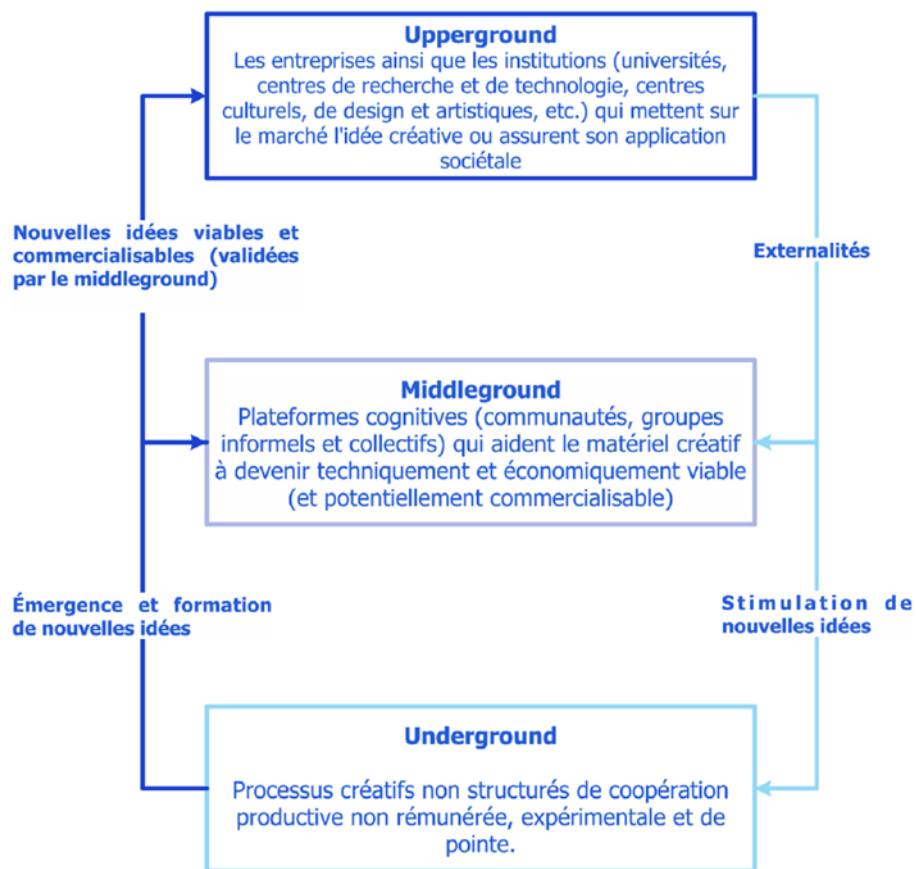 Upperground
Les entreprises ainsi que les institutions (universités,
centres de recherche et de technologie, centres
culturels, de design et artistiques, etc.) qui mettent sur
le marché l'idée créative ou assurent son application
sociétale
Nouvelles idées viables et
commercialisables (validées
par le middleground)
Externalités
Middleground
Plateformes cognitives (communautés, groupes
informels et collectifs) qui aident le matériel créatif
à devenir techniquement et économiquement viable
(et potentiellement commercialisable)
Émergence et formation
de nouvelles idées
Stimulation de
nouvelles idées
Underground
Processus créatifs non structurés de coopération
productive non rémunérée, expérimentale et de
pointe.